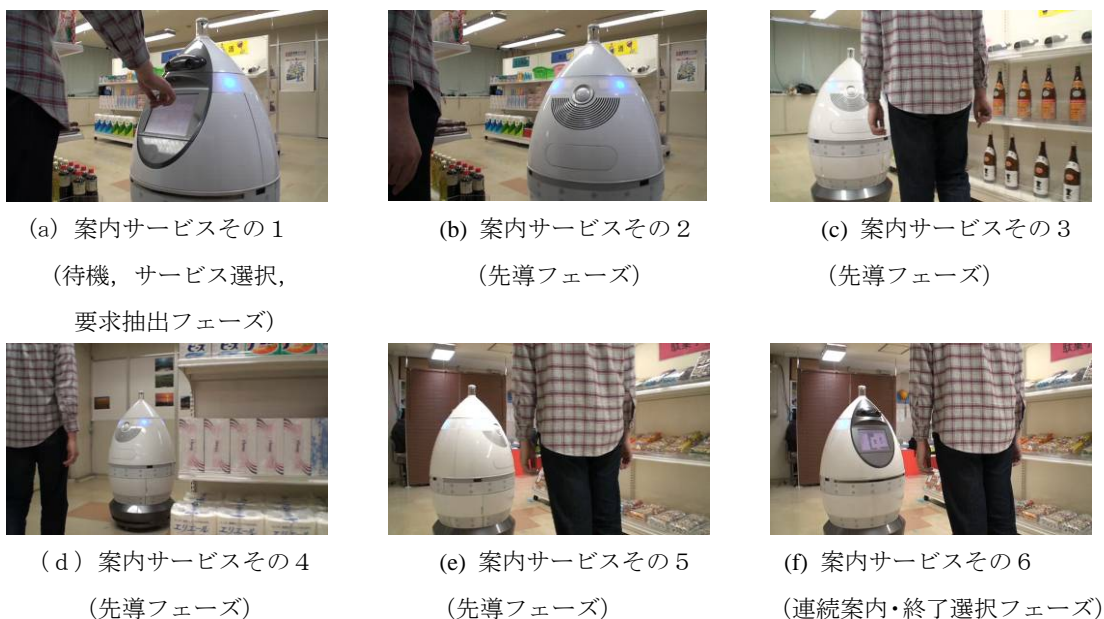 (a) 案内サービスその１
（待機，サービス選択，
要求抽出フェーズ）
(b) 案内サービスその２
（先導フェーズ）
(c) 案内サービスその３
（先導フェーズ）
エリエール
(ｄ) 案内サービスその４
（先導フェーズ）
(e) 案内サービスその５
（先導フェーズ）
(f) 案内サービスその６
（連続案内・終了選択フェーズ）